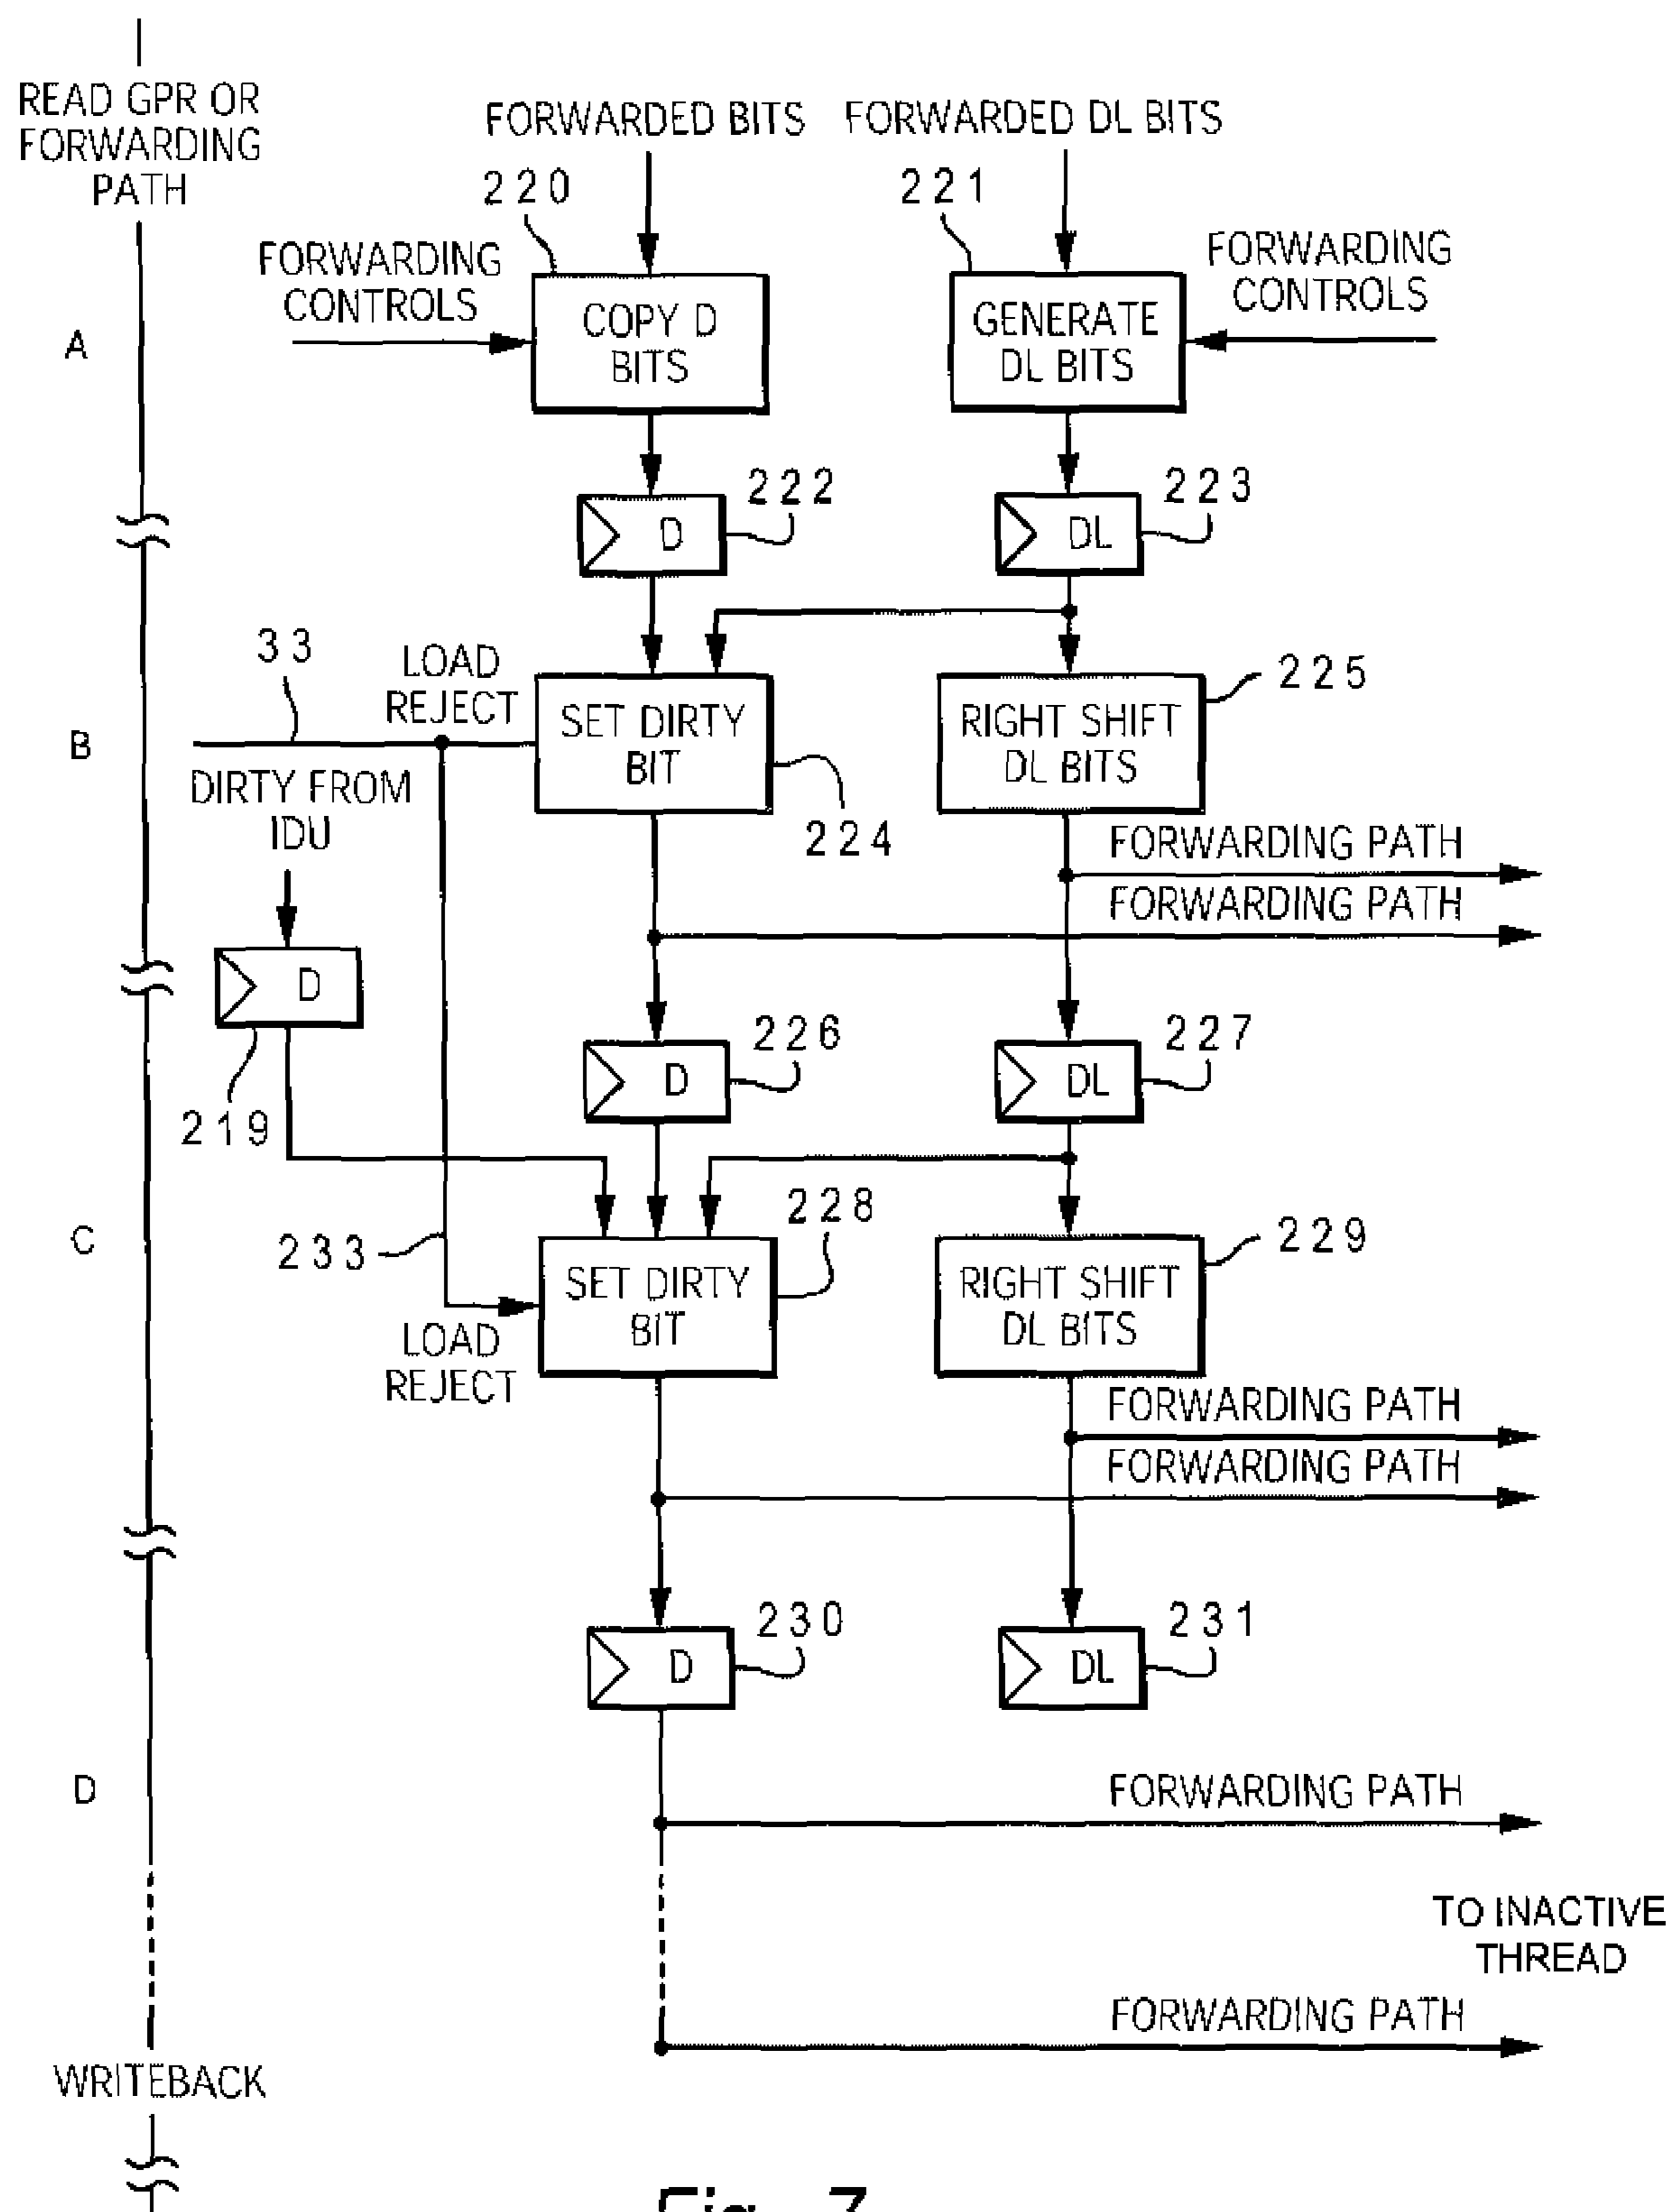 READ GPR OR
FORWARDING
PATH
FORWARDED BITS
FORWARDED DL BITS
220
221
FORWARDING
CONTROLS
COPY D
BITS
GENERATE
DL BITS
FORWARDING
CONTROLS
A
D
222
DL
223
33
LOAD
REJECT
SET DIRTY
BIT
224
RIGHT SHIFT
DL BITS
225
B
DIRTY FROM
IDU
FORWARDING PATH
FORWARDING PATH
D
219
D
226
DL
227
C
233
LOAD
REJECT
SET DIRTY
BIT
228
RIGHT SHIFT
DL BITS
229
FORWARDING PATH
FORWARDING PATH
D
230
DL
231
D
FORWARDING PATH
TO INACTIVE
THREAD
FORWARDING PATH
WRITEBACK